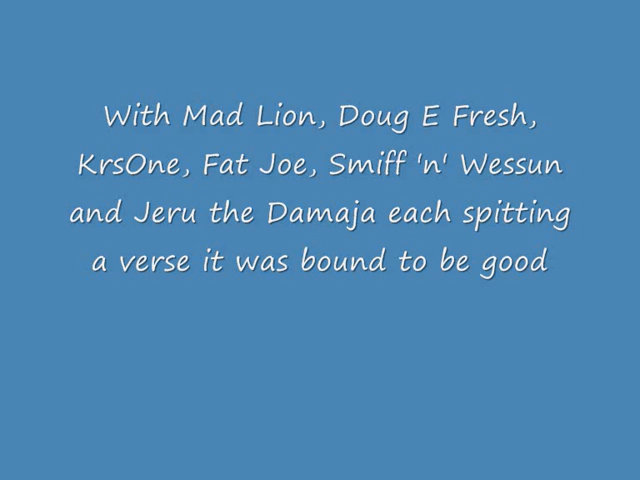 With Mad Lion, Doug E Fresh,
KrsOne, Fat Joe, Smiff 'n' Wessun
and Jeru the Damaja each spitting
a verse it was bound to be good